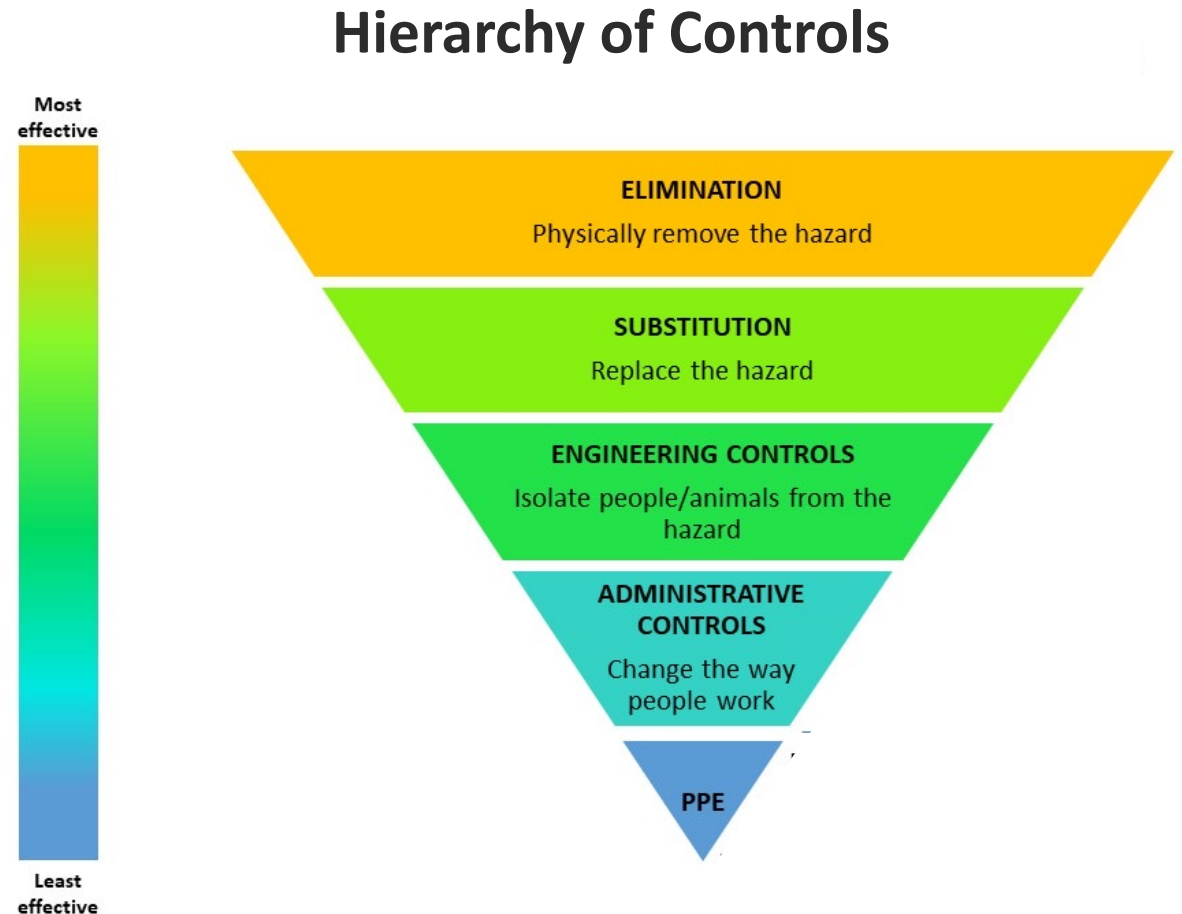 Hierarchy of Controls
Most
effective
ELIMINATION
Physically remove the hazard
SUBSTITUTION
Replace the hazard
ENGINEERING CONTROLS
Isolate people/animals from the
hazard
ADMINISTRATIVE
CONTROLS
Change the way
people work
PPE
Least
effective